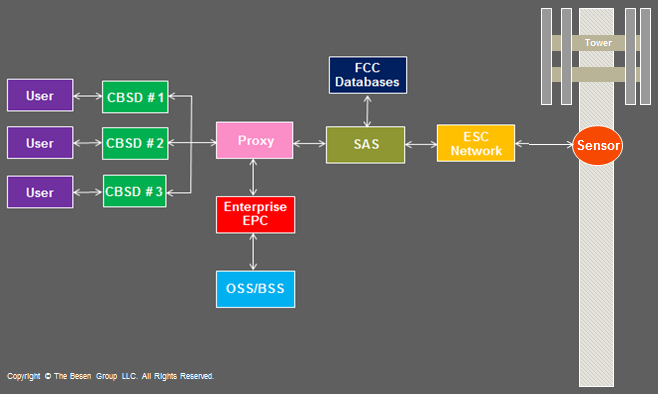 Tower
FCC
Databases
User
CBSD # 1
User
CBSD # 2
Proxy
SAS
ESC
Network
Sensor
User
CBSD # 3
Enterprise
EPC
OSS/BSS
Copyright © The Besen Group LLC. All Rights Reserved.